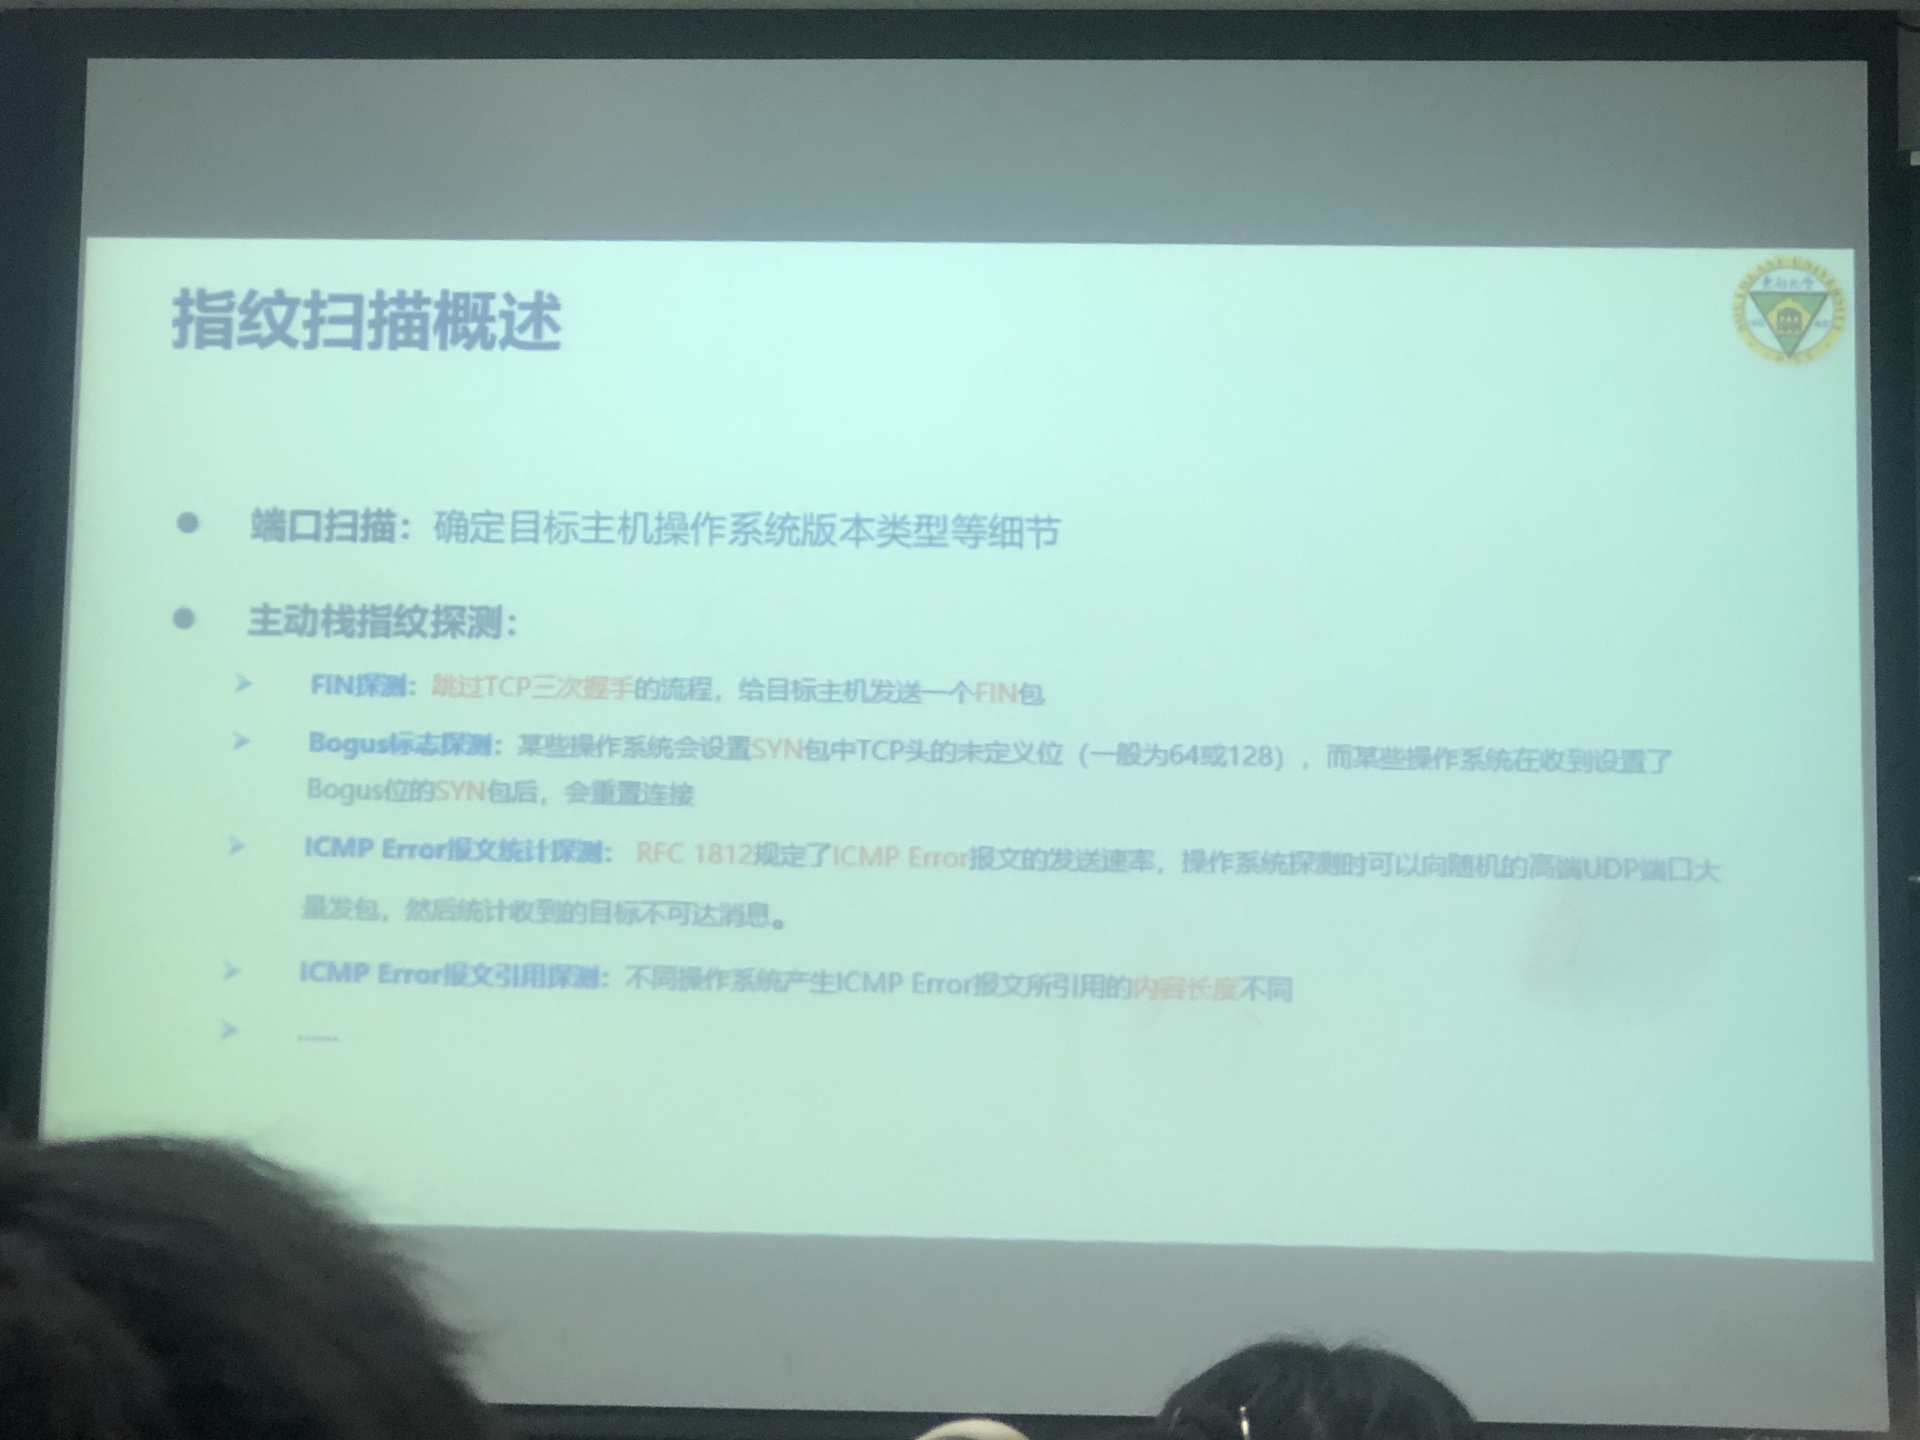 指纹扫描概述
端口扫描：确定目标主机操作系统版本类型等细节
主动栈指纹探测：
FIN探测：跳过TCP三次握手的流程，给目标主机发送一个FIN包
Bogus标志探测：某些操作系统会设置SYN包中TCP头的未定义位（一般为64或128），而某些操作系统在收到设置了
Bogus位的SYN包后，会重置连接
ICMP Error报文统计探测： RFC 1812规定了ICMP Error报文的发送速率，操作系统探测时可以向随机的高端UDP端口大
量发包，然后统计收到的目标不可达消息。
ICMP Error报文引用探测：不同操作系统产生ICMP Error报文所引用的内容长度不同
......